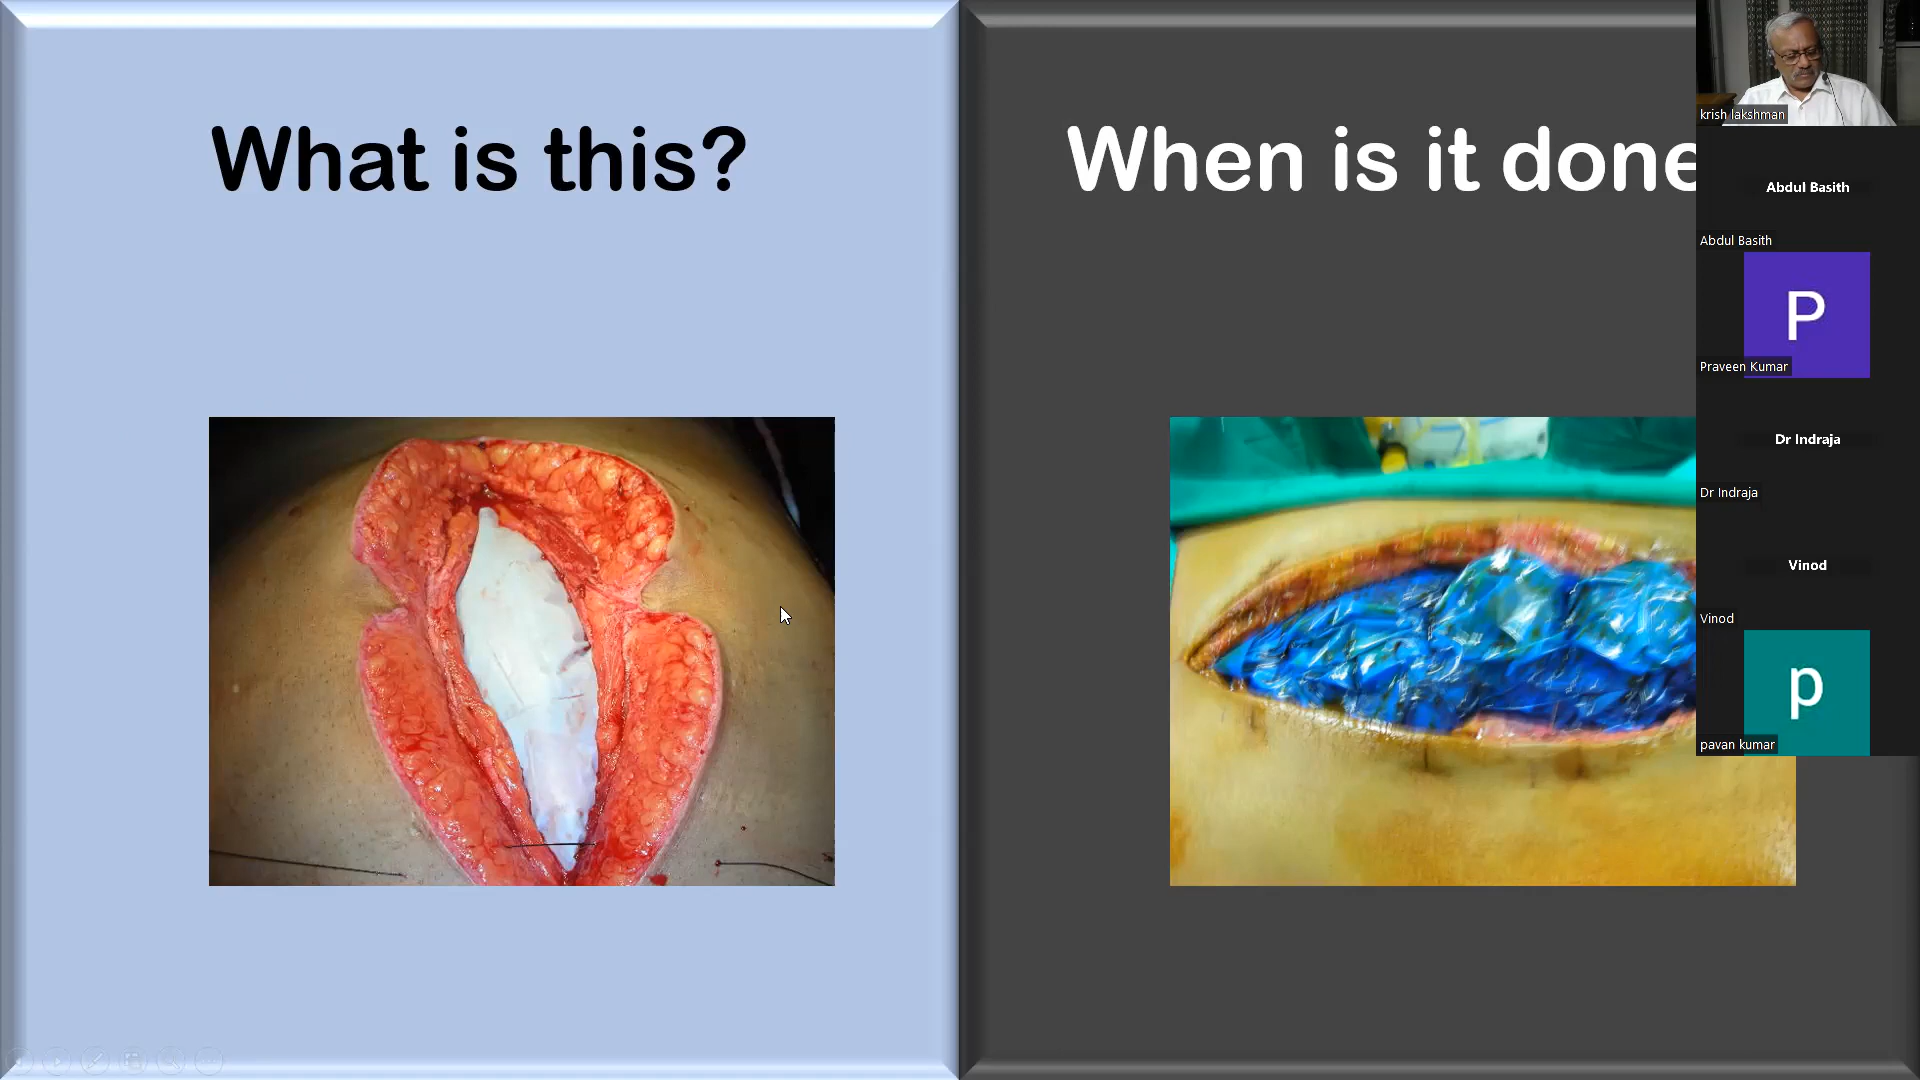 What is this?
When is it done
krish lakshman
Abdul Basith
Abdul Basith
P
Praveen Kumar
Dr Indraja
Dr Indraja
Vinod
Vinod
p
pavan kumar